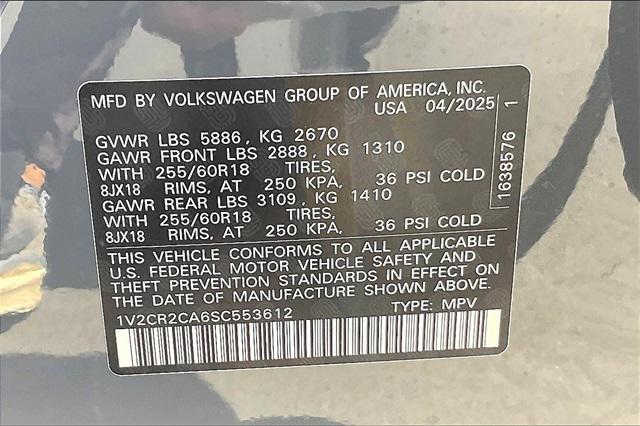 MFD BY VOLKSWAGEN GROUP OF AMERICA, INC.
USA 04/2025
GVWR LBS 5886, KG 2670
GAWR FRONT LBS 2888, KG 1310
WITH 255/60R18 TIRES,
8JX18 RIMS, AT 250 KPA, 36 PSI COLD
GAWR REAR LBS 3109, KG 1410
WITH 255/60R18 TIRES,
8JX18 RIMS, AT 250 KPA, 36 PSI COLD
1638576 1
THIS VEHICLE CONFORMS TO ALL APPLICABLE
U.S. FEDERAL MOTOR VEHICLE SAFETY AND
THEFT PREVENTION STANDARDS IN EFFECT ON
THE DATE OF MANUFACTURE SHOWN ABOVE.
1V2CR2CA6SC553612 TYPE: MPV